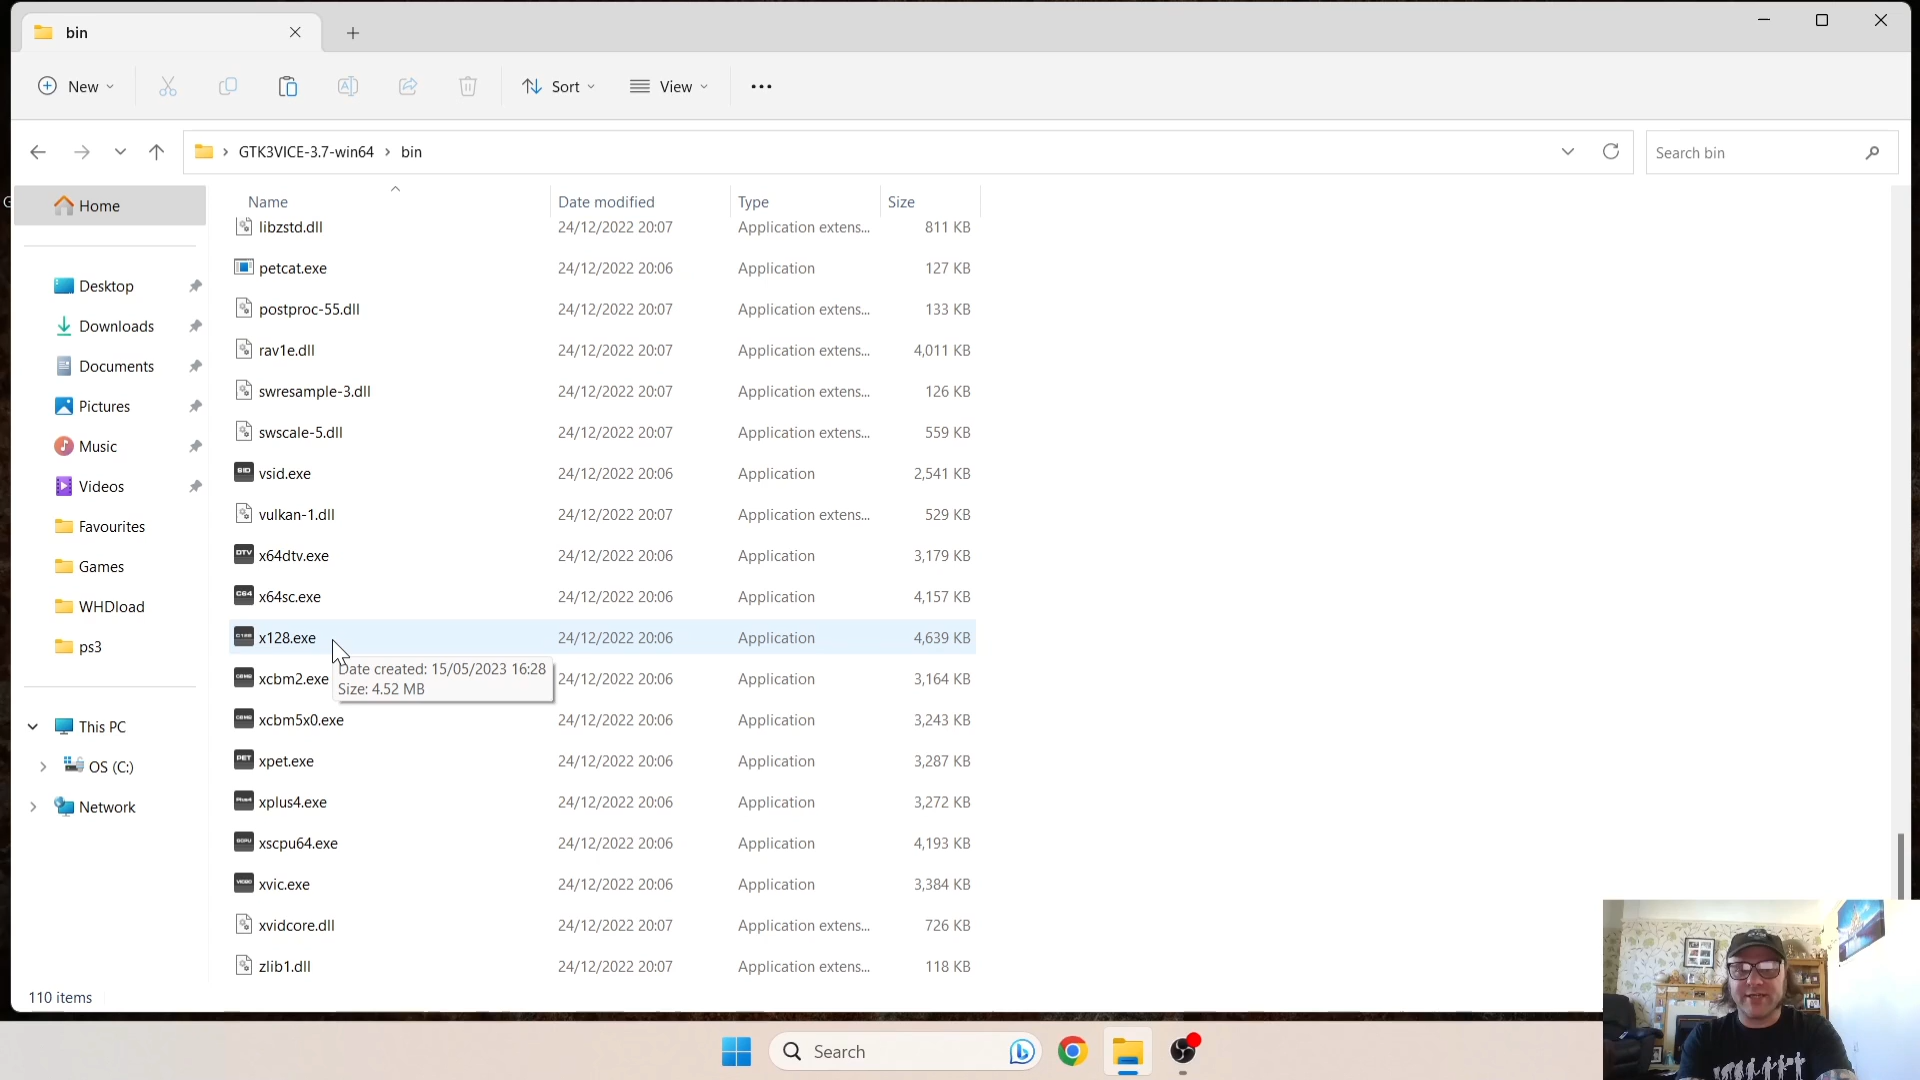 bin
New
Sort
View
GTK3VICE-3.7-win64
bin
Search bin
Home
Desktop
Downloads
Documents
Pictures
Music
Videos
Favourites
Games
WHDload
ps3
This PC
OS (C:)
Network
Name Date modified Type Size
libzstd.dll 24/12/2022 20:07 Application extens... 811 KB
petcat.exe 24/12/2022 20:06 Application 127 KB
postproc-55.dll 24/12/2022 20:07 Application extens... 133 KB
rav1e.dll 24/12/2022 20:07 Application extens... 4,011 KB
swresample-3.dll 24/12/2022 20:07 Application extens... 126 KB
swscale-5.dll 24/12/2022 20:07 Application extens... 559 KB
vsid.exe 24/12/2022 20:06 Application 2,541 KB
vulkan-1.dll 24/12/2022 20:07 Application extens... 529 KB
x64dtv.exe 24/12/2022 20:06 Application 3,179 KB
x64sc.exe 24/12/2022 20:06 Application 4,157 KB
x128.exe 24/12/2022 20:06 Application 4,639 KB
Date created: 15/05/2023 16:28
Size: 4.52 MB
xcbm2.exe 24/12/2022 20:06 Application 3,164 KB
xcbm5x0.exe 24/12/2022 20:06 Application 3,243 KB
xpet.exe 24/12/2022 20:06 Application 3,287 KB
xplus4.exe 24/12/2022 20:06 Application 3,272 KB
xscpu64.exe 24/12/2022 20:06 Application 4,193 KB
xvic.exe 24/12/2022 20:06 Application 3,384 KB
xvidcore.dll 24/12/2022 20:07 Application extens... 726 KB
zlib1.dll 24/12/2022 20:07 Application extens... 118 KB
110 items
Search